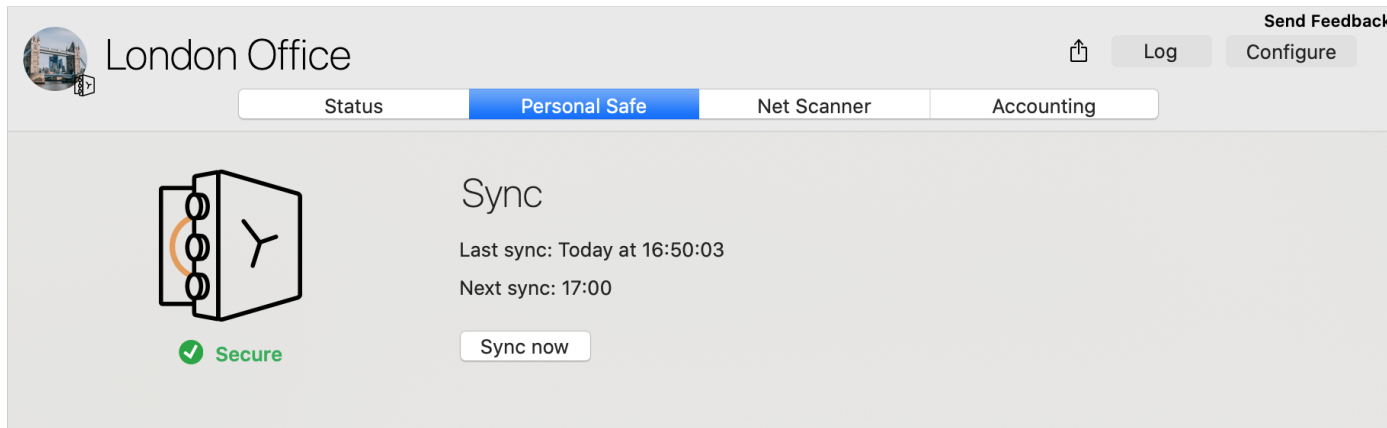 Send Feedback
London Office
Log
Configure
Status
Personal Safe
Net Scanner
Accounting
Sync
Last sync: Today at 16:50:03
Next sync: 17:00
Sync now
Secure